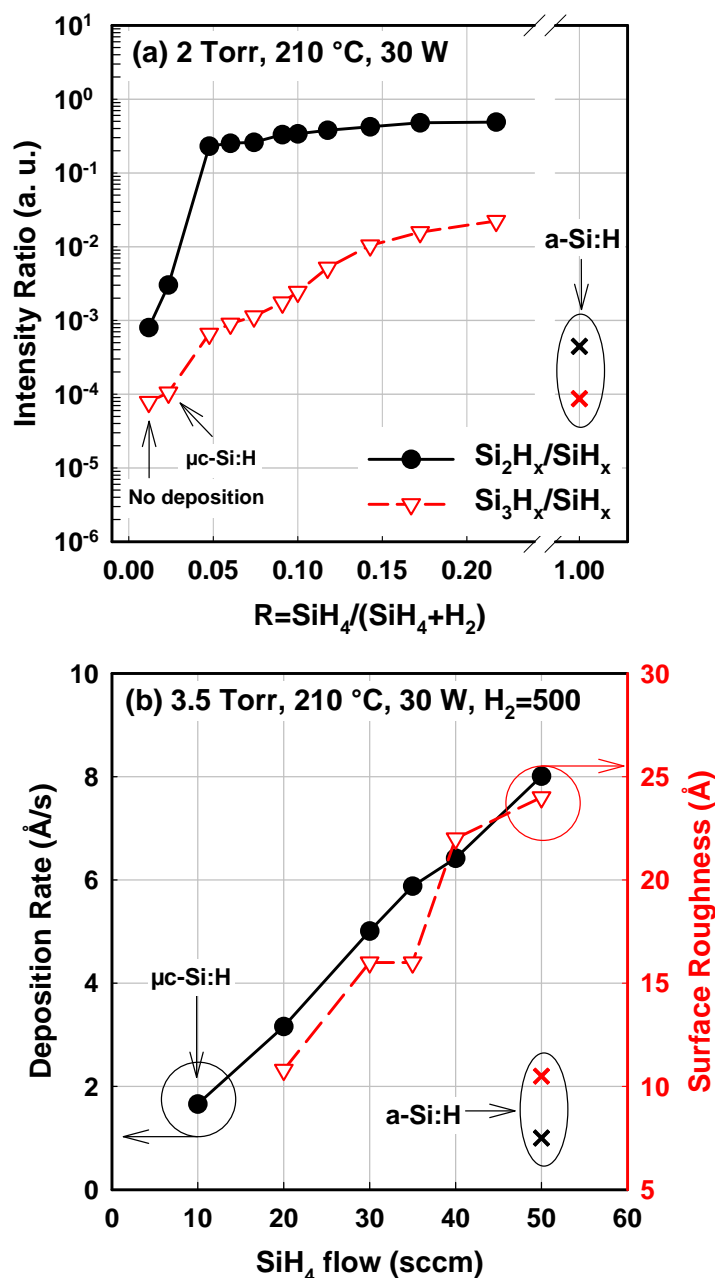 (a) 2 Torr, 210 °C, 30 W
Intensity Ratio (a. u.)
10¹
10⁰
10⁻¹
10⁻²
10⁻³
10⁻⁴
10⁻⁵
10⁻⁶
a-Si:H
µc-Si:H
No deposition
Si₂Hₓ/SiHₓ
Si₃Hₓ/SiHₓ
0.00 0.05 0.10 0.15 0.20 1.00
R=SiH₄/(SiH₄+H₂)
(b) 3.5 Torr, 210 °C, 30 W, H₂=500
Deposition Rate (Å/s)
10
8
6
4
2
0
Surface Roughness (Å)
30
25
20
15
10
5
µc-Si:H
a-Si:H
0 10 20 30 40 50 60
SiH₄ flow (sccm)